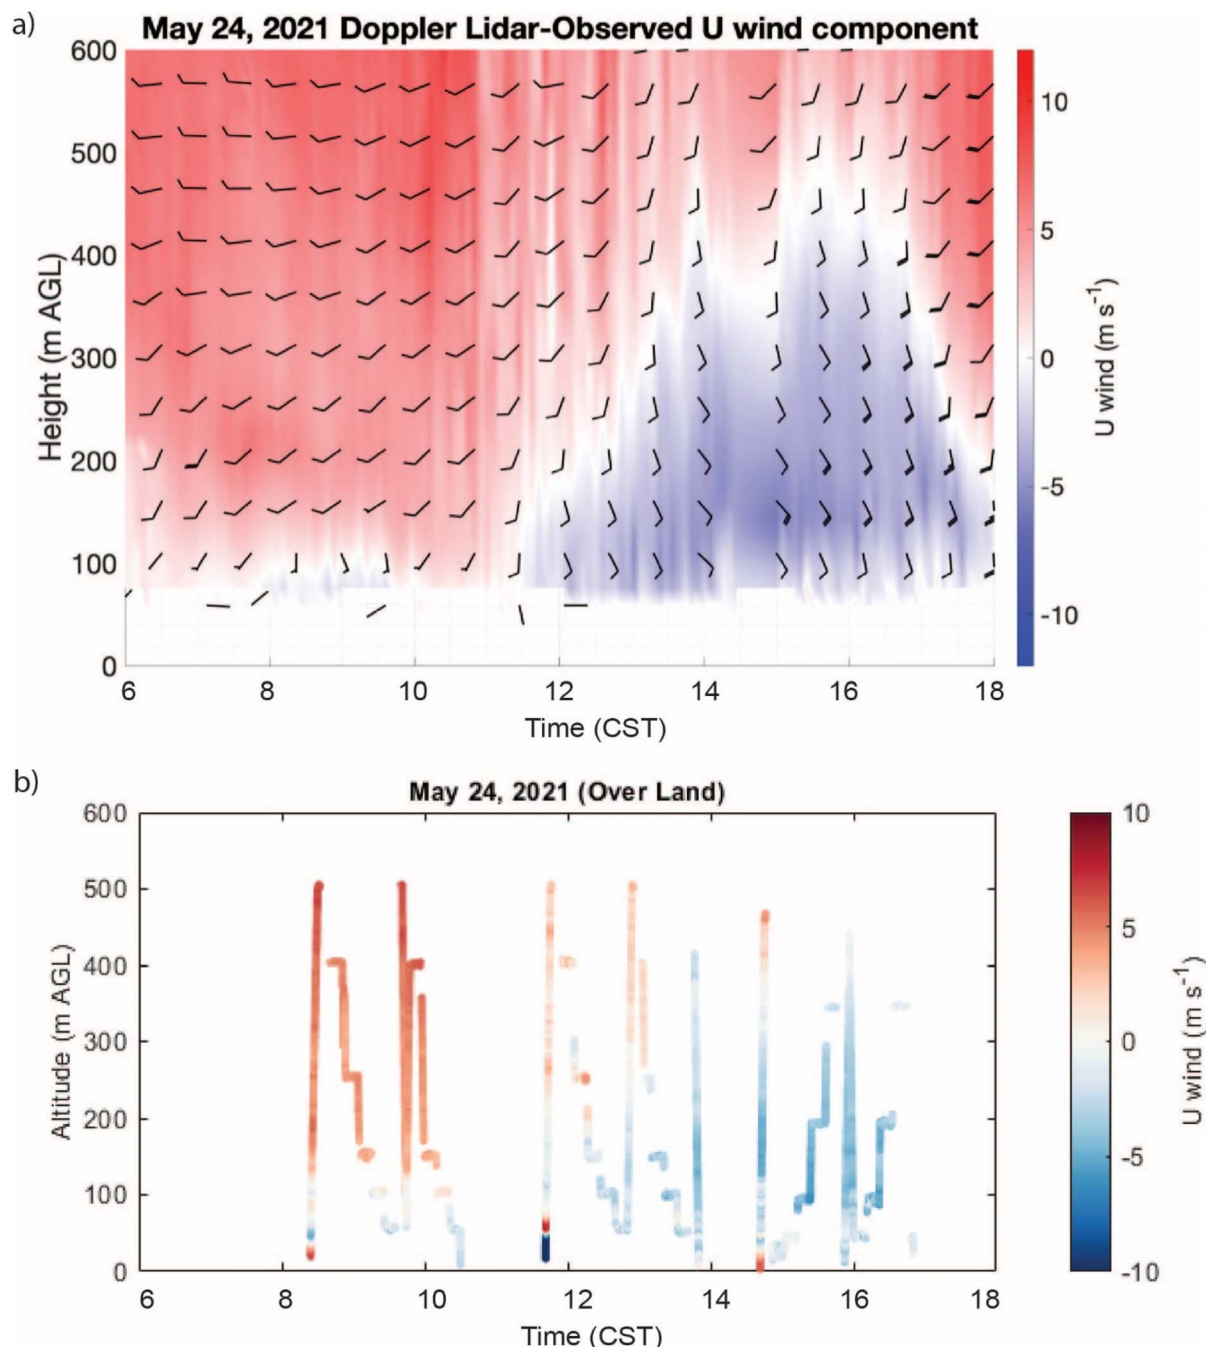 a)
May 24, 2021 Doppler Lidar-Observed U wind component
600
500
400
300
200
100
0
Height (m AGL)
6 8 10 12 14 16 18
Time (CST)
10
5
0
-5
-10
U wind (m s-1)
b)
May 24, 2021 (Over Land)
600
500
400
300
200
100
0
Altitude (m AGL)
6 8 10 12 14 16 18
Time (CST)
10
5
0
-5
-10
U wind (m s-1)